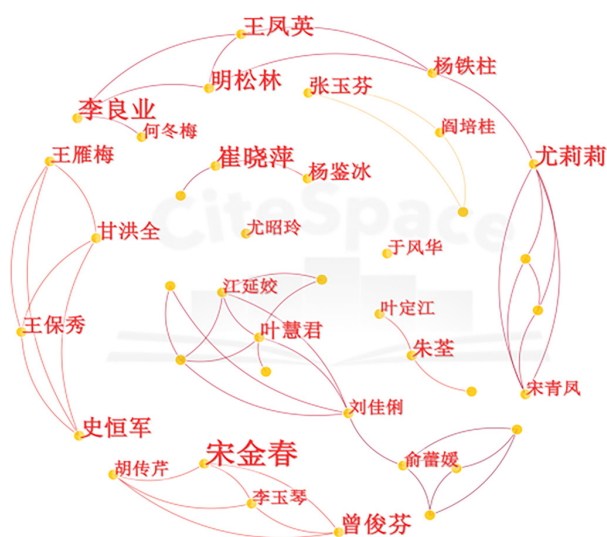 王凤英
杨铁柱
明松林
张玉芬
李良业
何冬梅
阎培桂
王雁梅
崔晓萍
尤莉莉
杨鉴冰
甘洪全
尤昭玲
CiteSpace
于风华
江延姣
叶定江
王保秀
叶慧君
朱荃
宋青凤
刘佳俐
史恒军
宋金春
俞蕾媛
胡传芹
李玉琴
曾俊芬